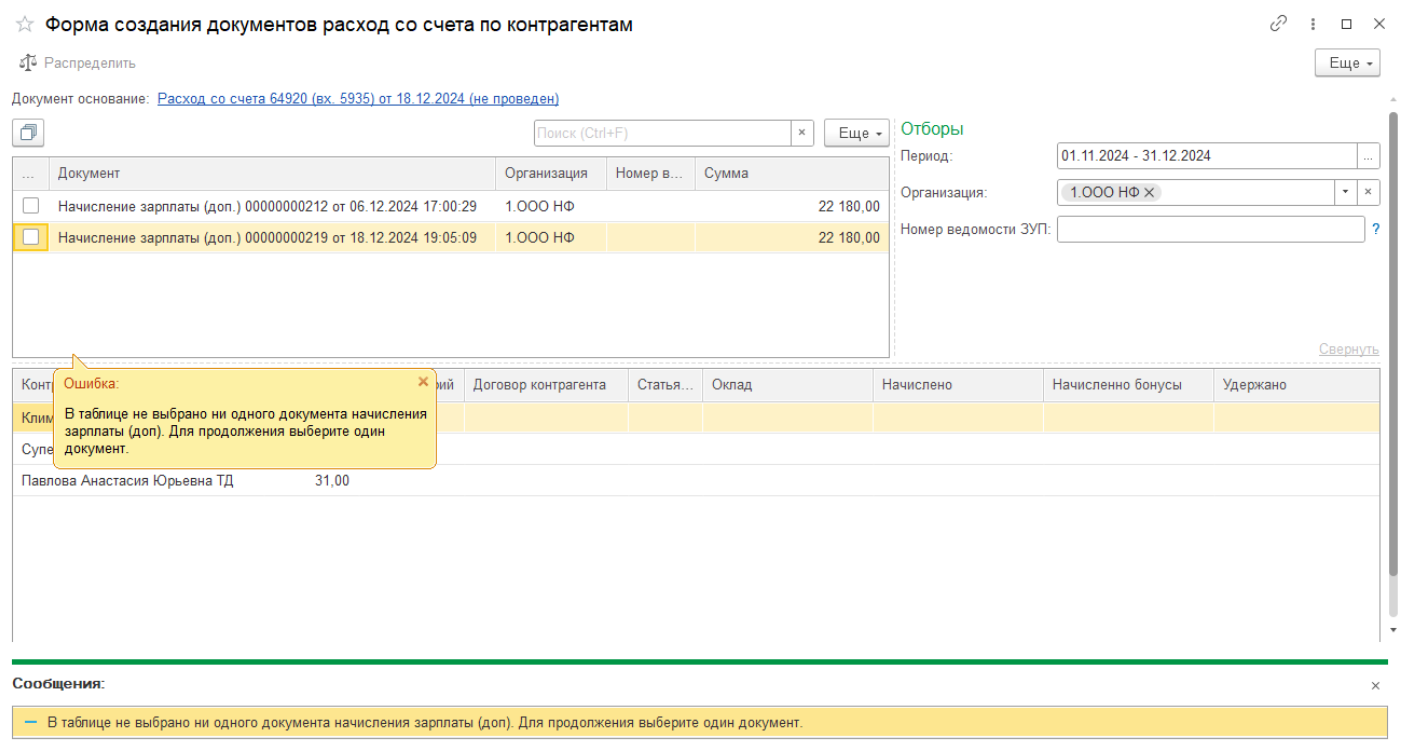 Форма создания документов расход со счета по контрагентам
Распределить
Еще
Документ основание: Расход со счета 64920 (вх. 5935) от 18.12.2024 (не проведен)
Поиск (Ctrl+F) × Еще
Отборы
Период: 01.11.2024 - 31.12.2024 ...
Организация: 1.ООО НФ ×
Номер ведомости ЗУП: ?
... Документ Организация Номер в... Сумма
Начисление зарплаты (доп.) 00000000212 от 06.12.2024 17:00:29 1.ООО НФ 22 180,00
Начисление зарплаты (доп.) 00000000219 от 18.12.2024 19:05:09 1.ООО НФ 22 180,00
Свернуть
Конт рий Договор контрагента Статья... Оклад Начислено Начисленно бонусы Удержано
Клим
Супе
Павлова Анастасия Юрьевна ТД 31,00
Ошибка:
В таблице не выбрано ни одного документа начисления
зарплаты (доп). Для продолжения выберите один
документ.
Сообщения:
В таблице не выбрано ни одного документа начисления зарплаты (доп). Для продолжения выберите один документ.